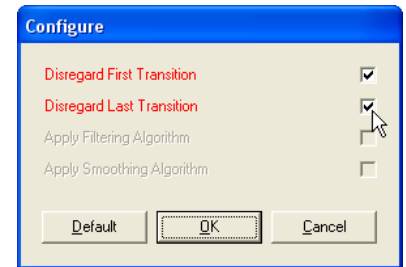 Configure
Disregard First Transition
Disregard Last Transition
Apply Filtering Algorithm
Apply Smoothing Algorithm
Default OK Cancel